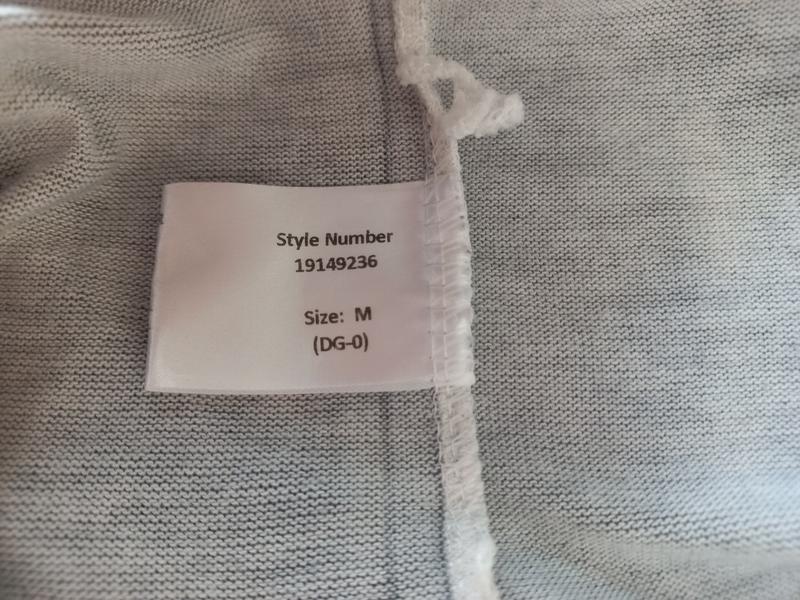 Style Number
19149236
Size: M
(DG-0)